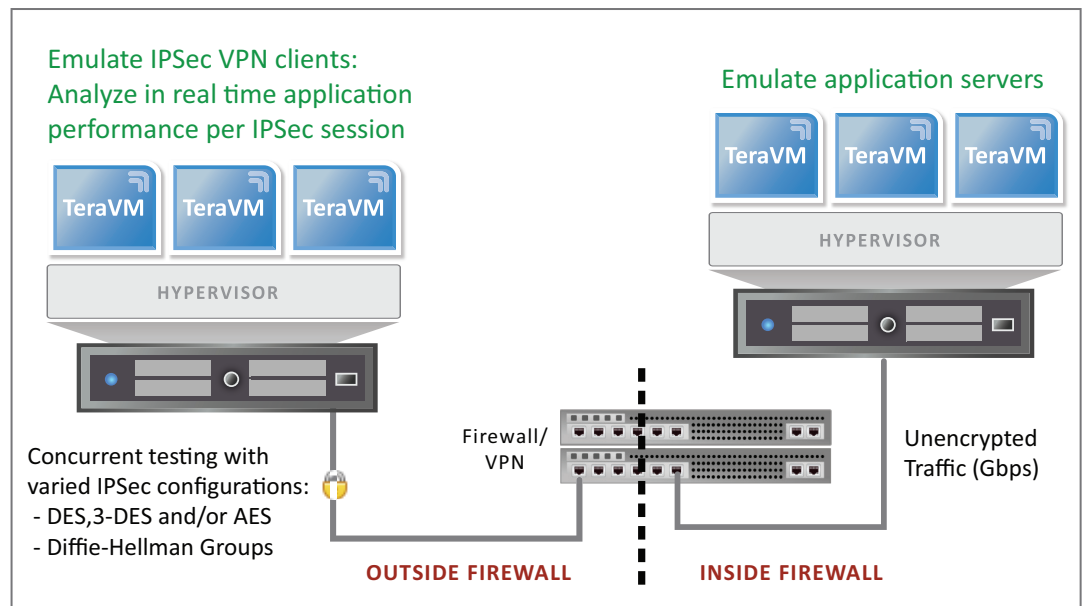 Emulate IPSec VPN clients:
Analyze in real time application
performance per IPSec session
TeraVM
TeraVM
TeraVM
HYPERVISOR
Concurrent testing with
varied IPSec configurations:
- DES,3-DES and/or AES
- Diffie-Hellman Groups
Emulate application servers
TeraVM
TeraVM
TeraVM
HYPERVISOR
Firewall/
VPN
Unencrypted
Traffic (Gbps)
OUTSIDE FIREWALL
INSIDE FIREWALL